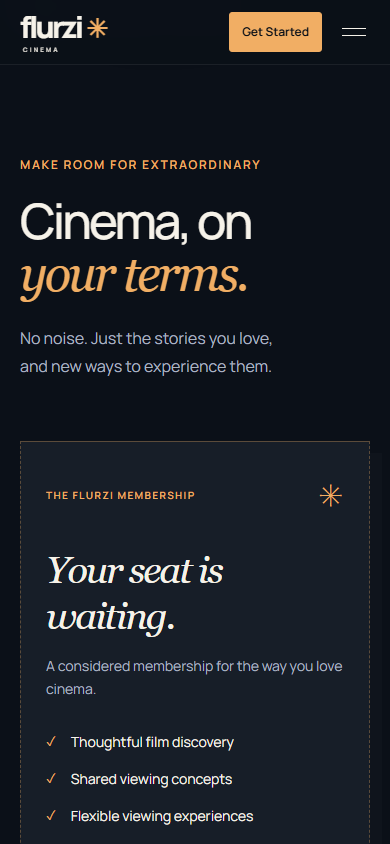 flurzi
CINEMA
Get Started
MAKE ROOM FOR EXTRAORDINARY
Cinema, on
your terms.
No noise. Just the stories you love,
and new ways to experience them.
THE FLURZI MEMBERSHIP
Your seat is
waiting.
A considered membership for the way you love
cinema.
✓ Thoughtful film discovery
✓ Shared viewing concepts
✓ Flexible viewing experiences